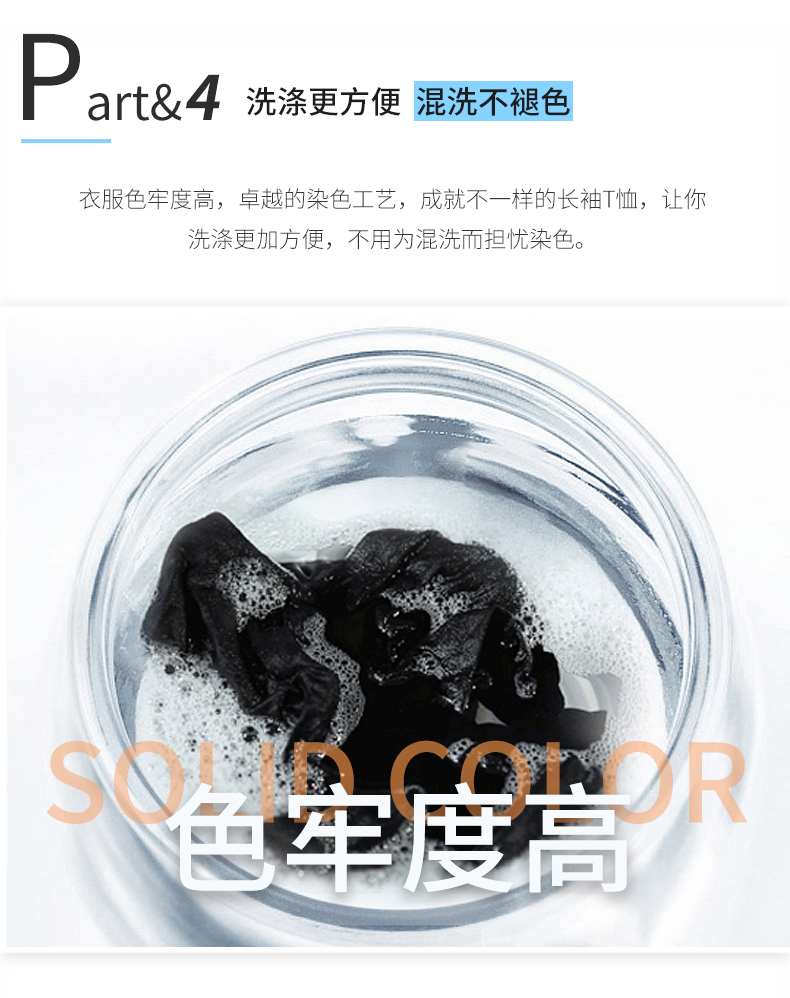 Part&4 洗涤更方便 混洗不褪色
衣服色牢度高，卓越的染色工艺，成就不一样的长袖T恤，让你
洗涤更加方便，不用为混洗而担忧染色。
SOLID COLOR
色牢度高